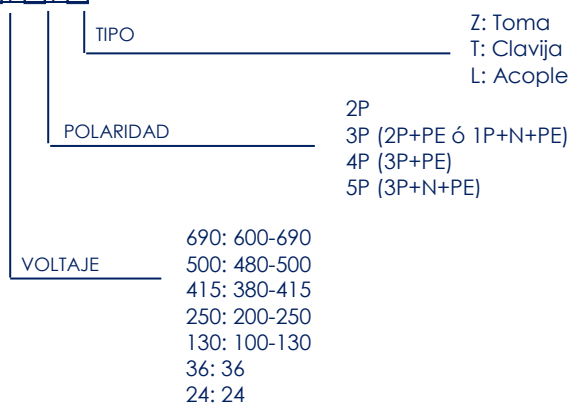 TIPO
Z: Toma
T: Clavija
L: Acople
POLARIDAD
2P
3P (2P+PE ó 1P+N+PE)
4P (3P+PE)
5P (3P+N+PE)
VOLTAJE
690: 600-690
500: 480-500
415: 380-415
250: 200-250
130: 100-130
36: 36
24: 24